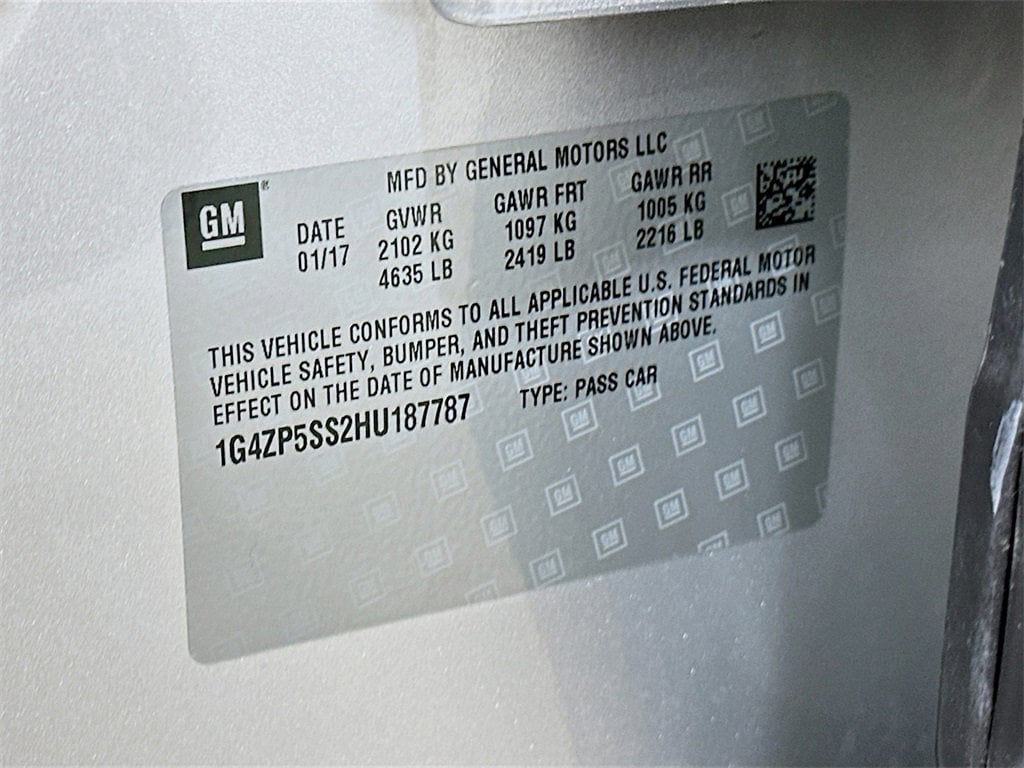 MFD BY GENERAL MOTORS LLC
GM®
DATE GVWR GAWR FRT GAWR RR
01/17 2102 KG 1097 KG 1005 KG
4635 LB 2419 LB 2216 LB
THIS VEHICLE CONFORMS TO ALL APPLICABLE U.S. FEDERAL MOTOR
VEHICLE SAFETY, BUMPER, AND THEFT PREVENTION STANDARDS IN
EFFECT ON THE DATE OF MANUFACTURE SHOWN ABOVE.
1G4ZP5SS2HU187787 TYPE: PASS CAR